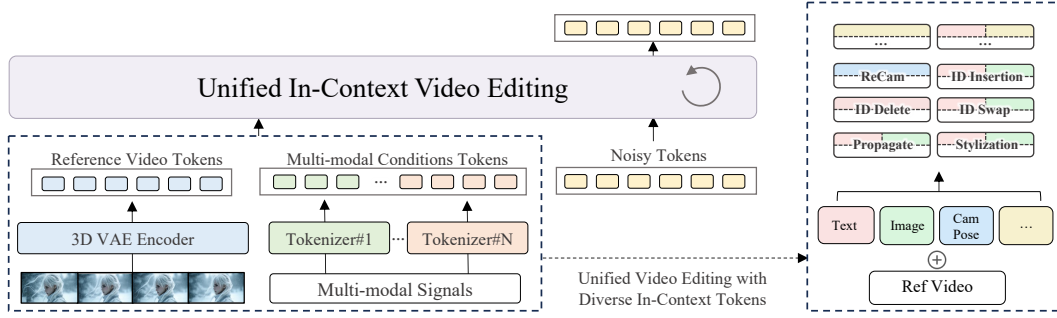 Unified In-Context Video Editing
Reference Video Tokens
Multi-modal Conditions Tokens
...
Noisy Tokens
3D VAE Encoder
Tokenizer#1
...
Tokenizer#N
Multi-modal Signals
Unified Video Editing with
Diverse In-Context Tokens
...
...
ReCam
ID Insertion
ID Delete
ID Swap
Propagate
Stylization
Text
Image
Cam
Pose
...
Ref Video